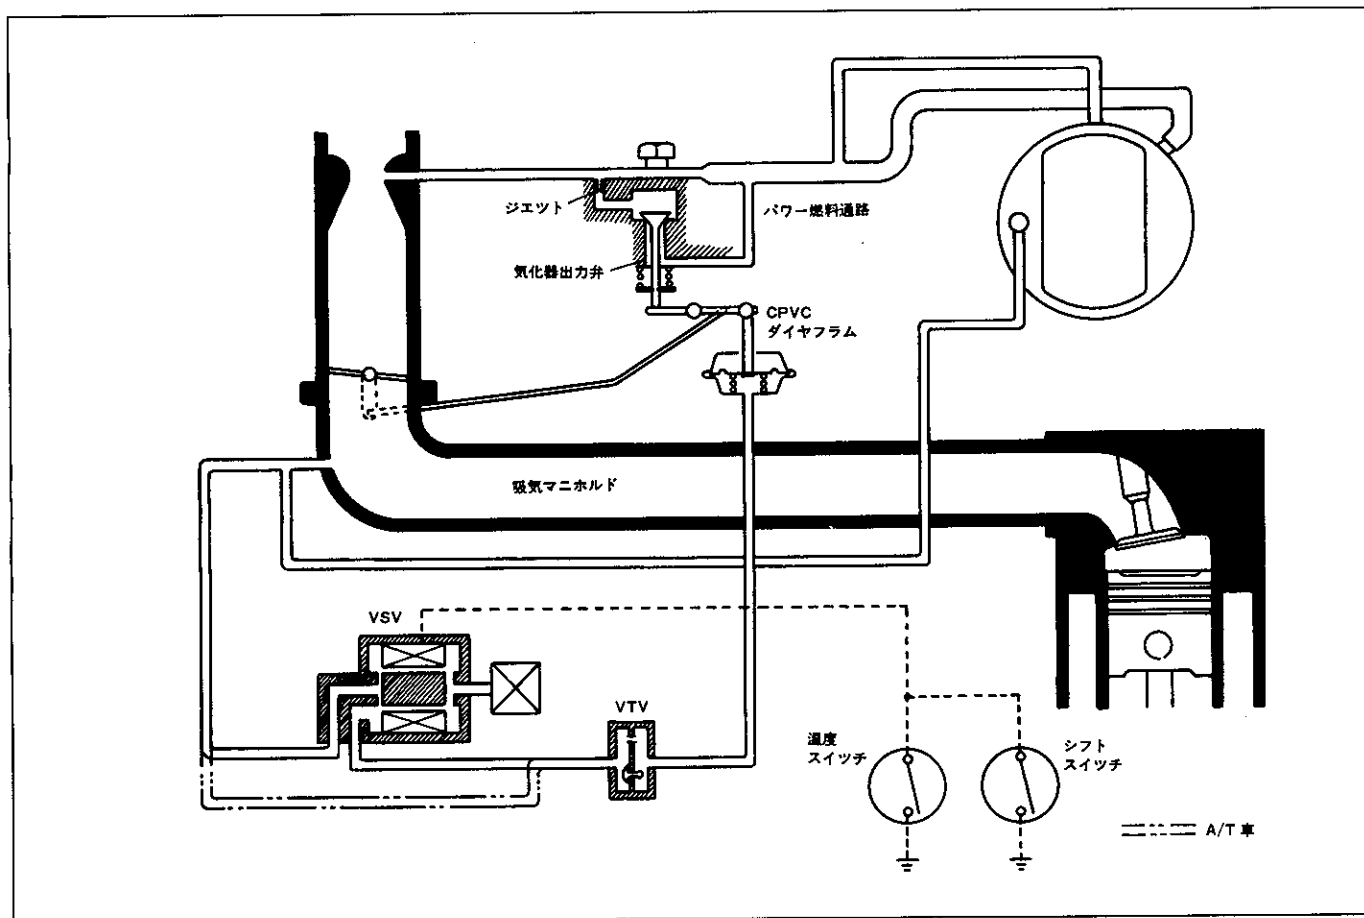 ジエツト
パワー燃料通路
気化器出力弁
CPVC
ダイヤフラム
吸気マニホルド
VSV
VTV
温度
スイッチ
シフト
スイッチ
A/T車